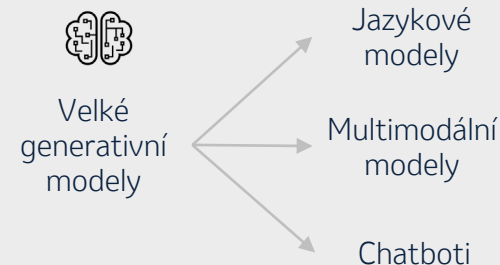 Velké
generativní
modely
Jazykové
modely
Multimodální
modely
Chatboti